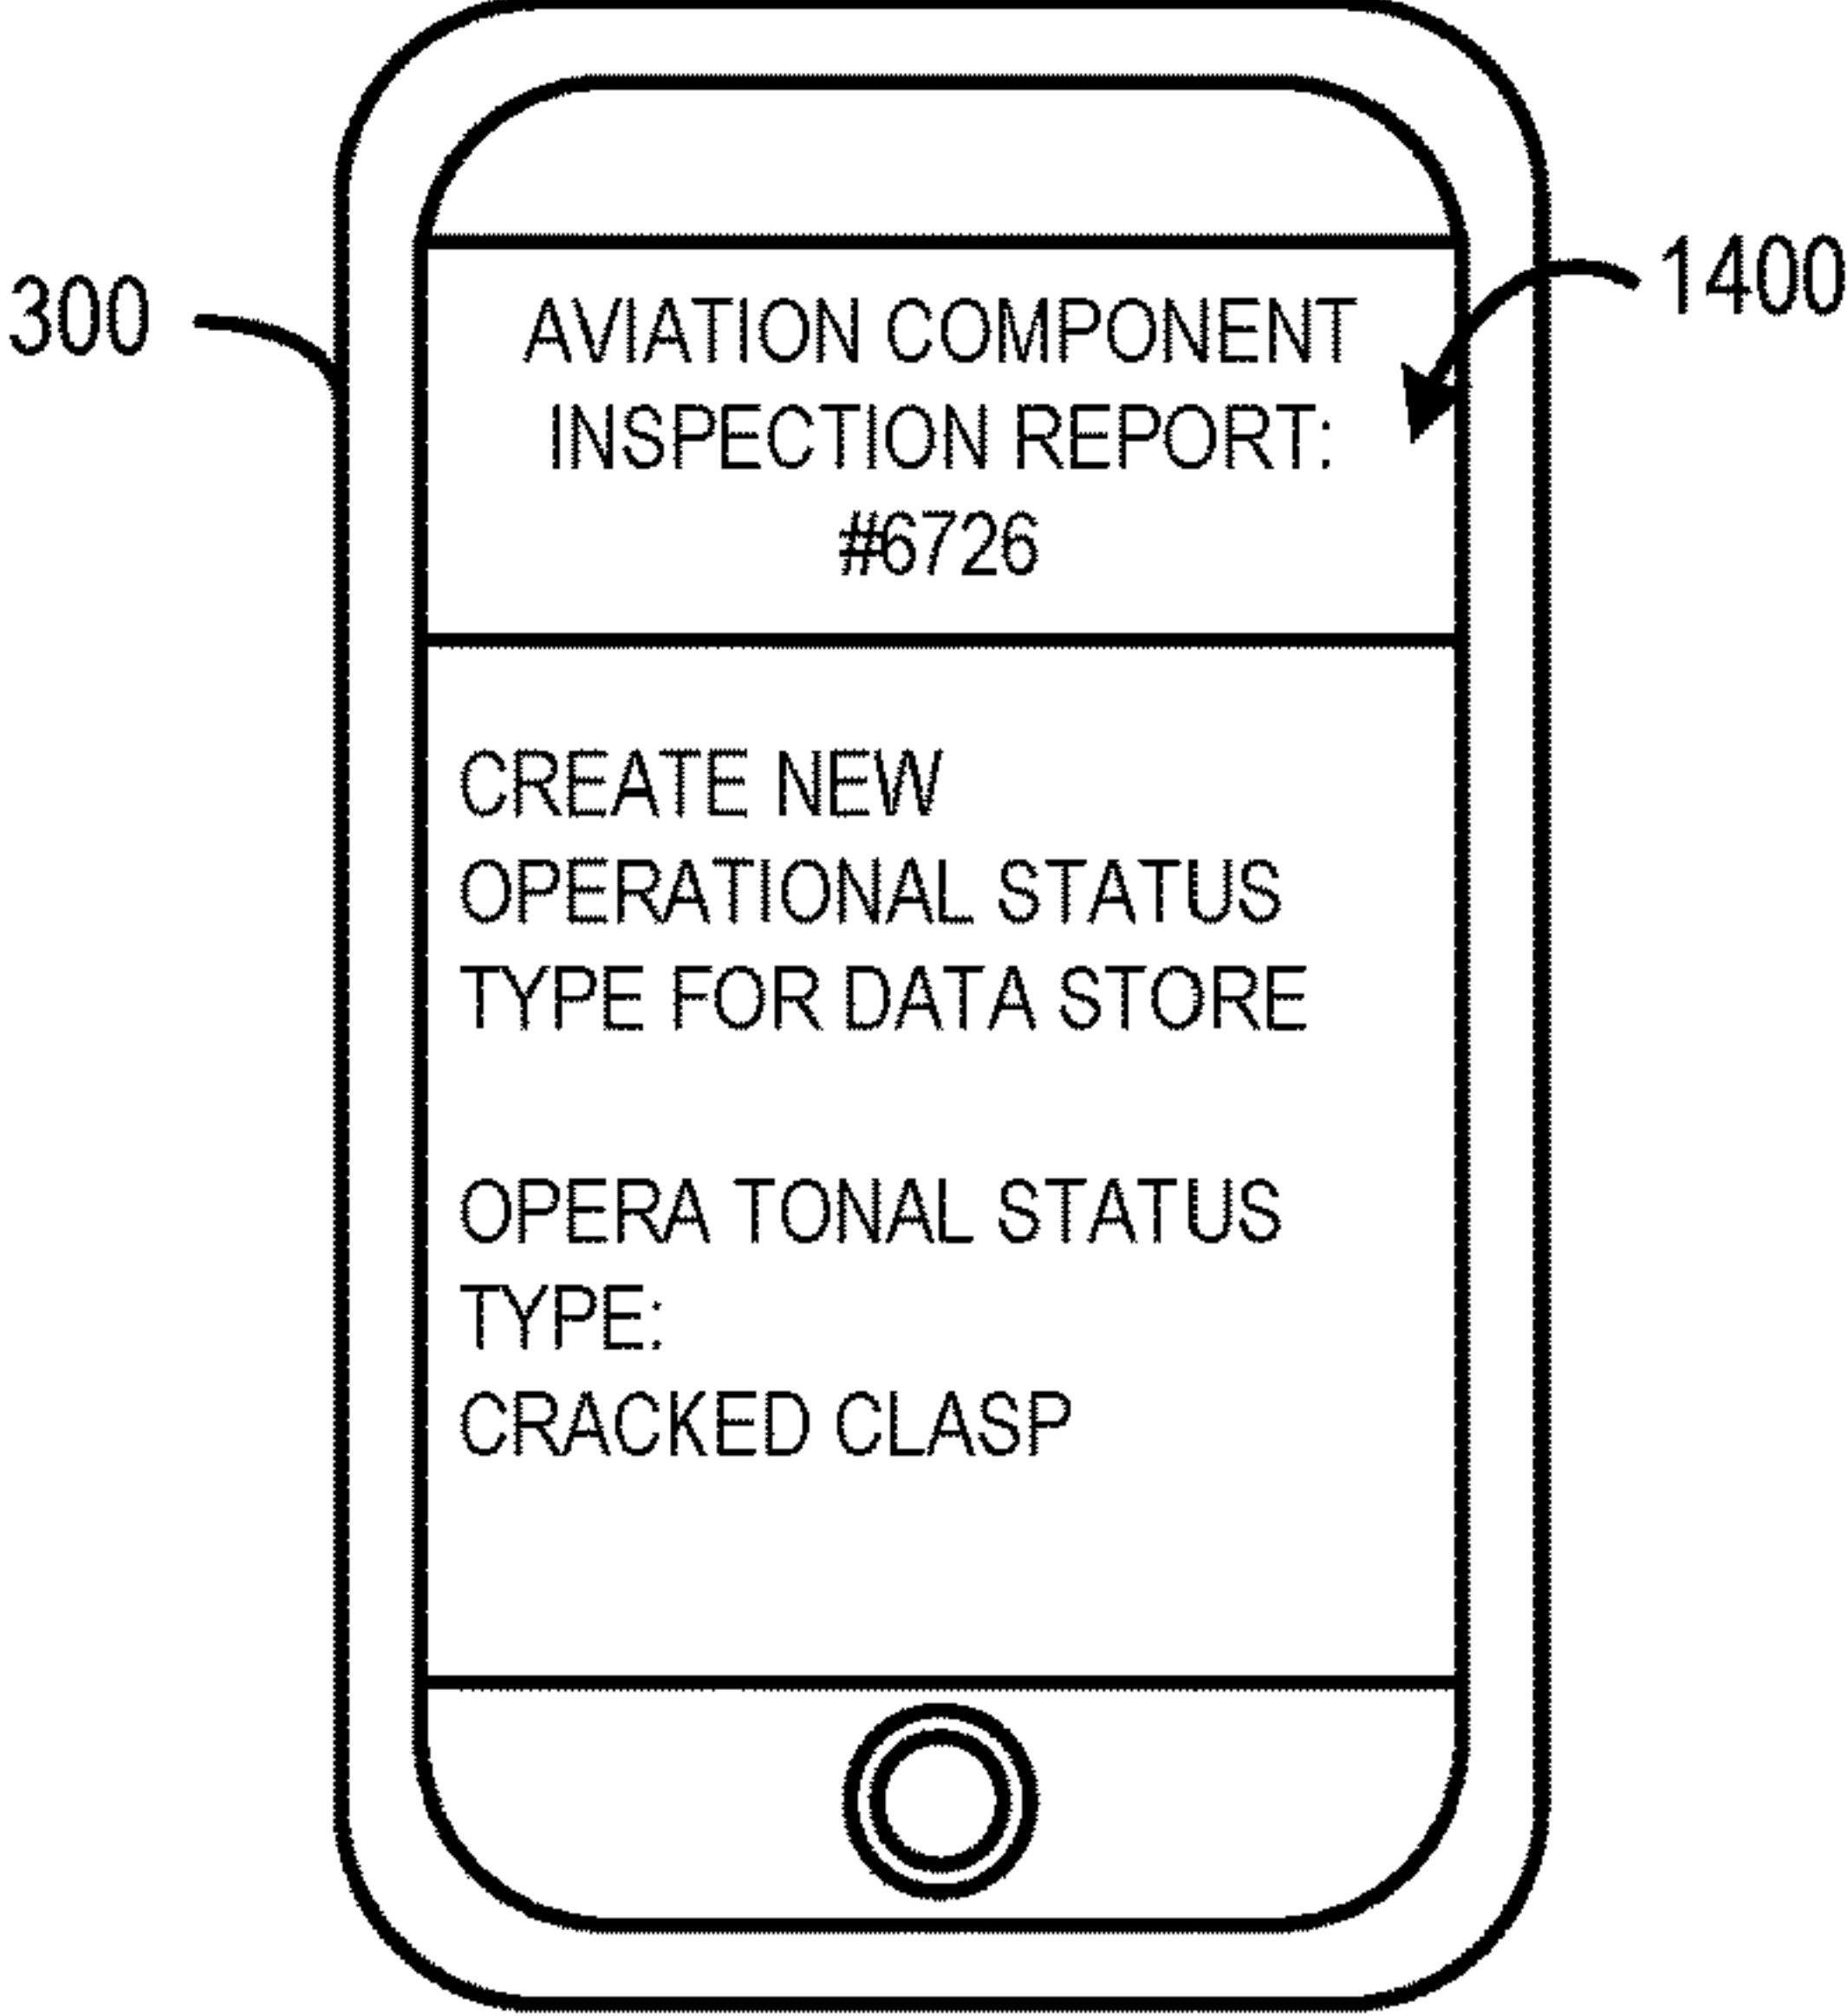 300
1400
AVIATION COMPONENT
INSPECTION REPORT:
#6726
CREATE NEW
OPERATIONAL STATUS
TYPE FOR DATA STORE
OPERA TONAL STATUS
TYPE:
CRACKED CLASP